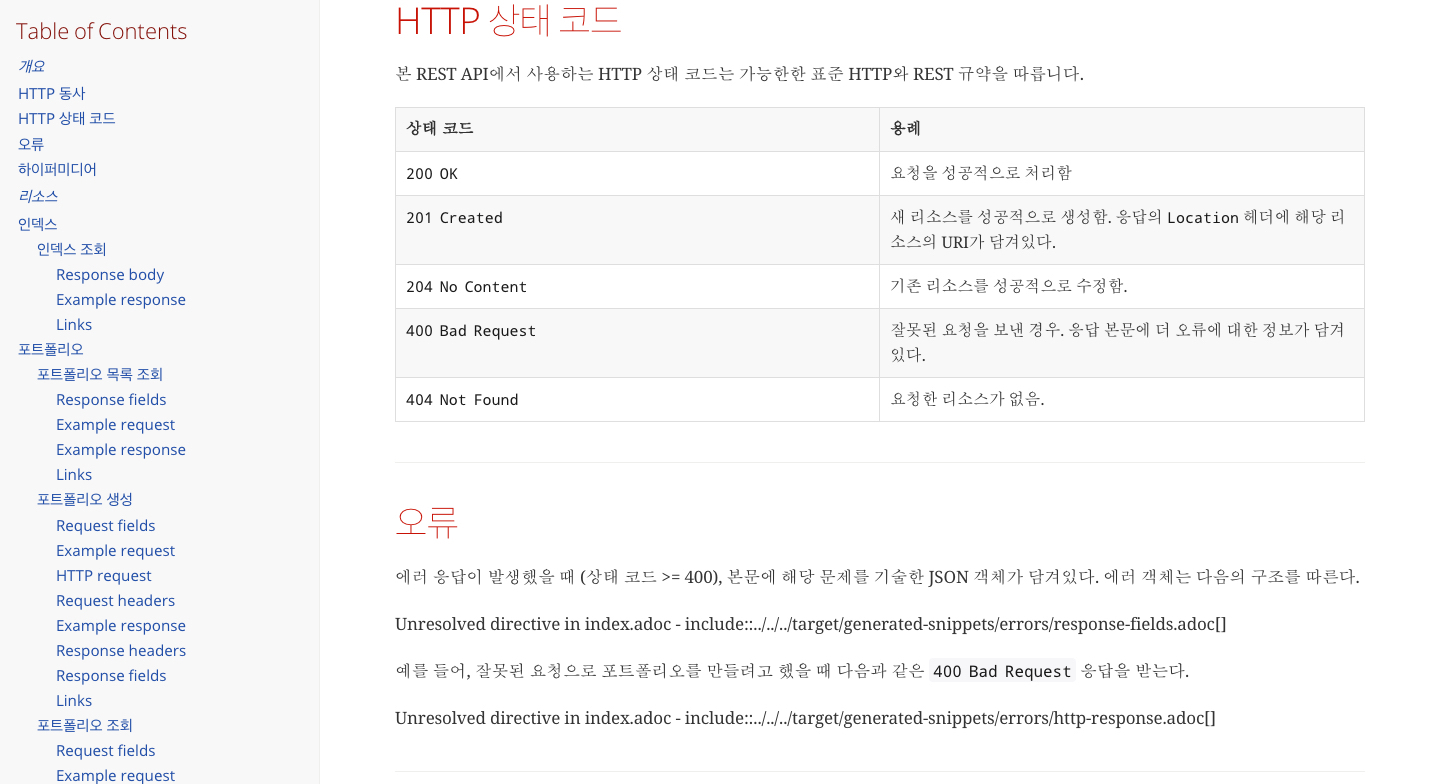 Table of Contents
개요
HTTP 동사
HTTP 상태 코드
오류
하이퍼미디어
리소스
인덱스
인덱스 조회
Response body
Example response
Links
포트폴리오
포트폴리오 목록 조회
Response fields
Example request
Example response
Links
포트폴리오 생성
Request fields
Example request
HTTP request
Request headers
Example response
Response headers
Response fields
Links
포트폴리오 조회
Request fields
Example request
HTTP 상태 코드
본 REST API에서 사용하는 HTTP 상태 코드는 가능한한 표준 HTTP와 REST 규약을 따릅니다.
상태 코드 용례
200 OK 요청을 성공적으로 처리함
201 Created 새 리소스를 성공적으로 생성함. 응답의 Location 헤더에 해당 리
소스의 URI가 담겨있다.
204 No Content 기존 리소스를 성공적으로 수정함.
400 Bad Request 잘못된 요청을 보낸 경우. 응답 본문에 더 오류에 대한 정보가 담겨
있다.
404 Not Found 요청한 리소스가 없음.
오류
에러 응답이 발생했을 때 (상태 코드 >= 400), 본문에 해당 문제를 기술한 JSON 객체가 담겨있다. 에러 객체는 다음의 구조를 따른다.
Unresolved directive in index.adoc - include::../../../target/generated-snippets/errors/response-fields.adoc[]
예를 들어, 잘못된 요청으로 포트폴리오를 만들려고 했을 때 다음과 같은 400 Bad Request 응답을 받는다.
Unresolved directive in index.adoc - include::../../../target/generated-snippets/errors/http-response.adoc[]